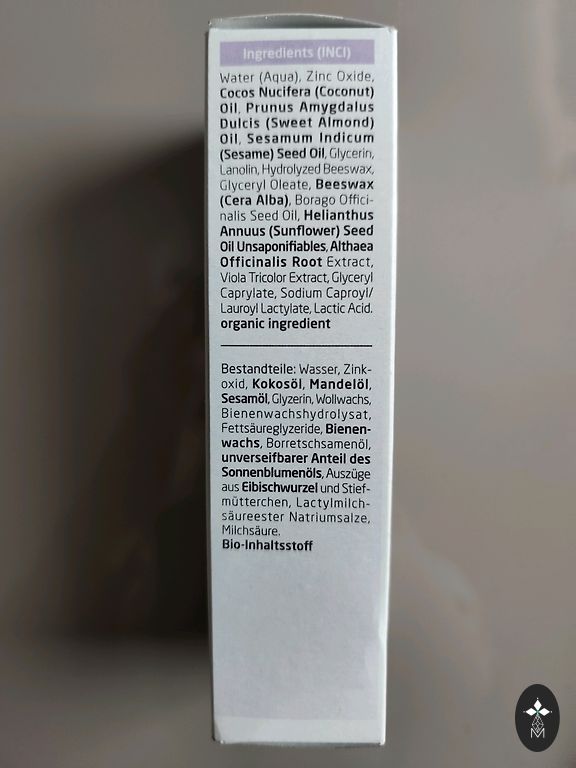 Ingredients (INCI)
Water (Aqua), Zinc Oxide,
Cocos Nucifera (Coconut)
Oil, Prunus Amygdalus
Dulcis (Sweet Almond)
Oil, Sesamum Indicum
(Sesame) Seed Oil, Glycerin,
Lanolin, Hydrolyzed Beeswax,
Glyceryl Oleate, Beeswax
(Cera Alba), Borago Offici-
nalis Seed Oil, Helianthus
Annuus (Sunflower) Seed
Oil Unsaponifiables, Althaea
Officinalis Root Extract,
Viola Tricolor Extract, Glyceryl
Caprylate, Sodium Caproyl/
Lauroyl Lactylate, Lactic Acid.
organic ingredient
Bestandteile: Wasser, Zink-
oxid, Kokosöl, Mandelöl,
Sesamöl, Glyzerin, Wollwachs,
Bienenwachshydrolysat,
Fettsäureglyzeride, Bienen-
wachs, Borretschsamenöl,
unverseifbarer Anteil des
Sonnenblumenöls, Auszüge
aus Eibischwurzel und Stief-
mütterchen, Lactylmilch-
säureester Natriumsalze,
Milchsäure.
Bio-Inhaltsstoff